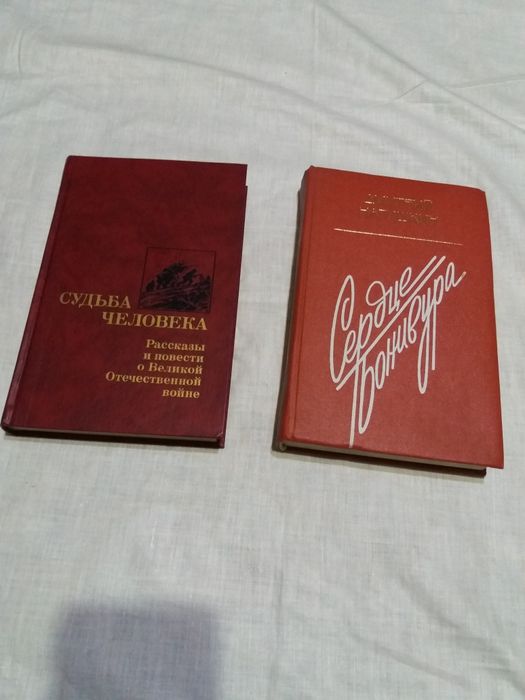 СУДЬБА
ЧЕЛОВЕКА
Рассказы
и повести
о Великой
Отечественной
войне
Сердце
Бонивура